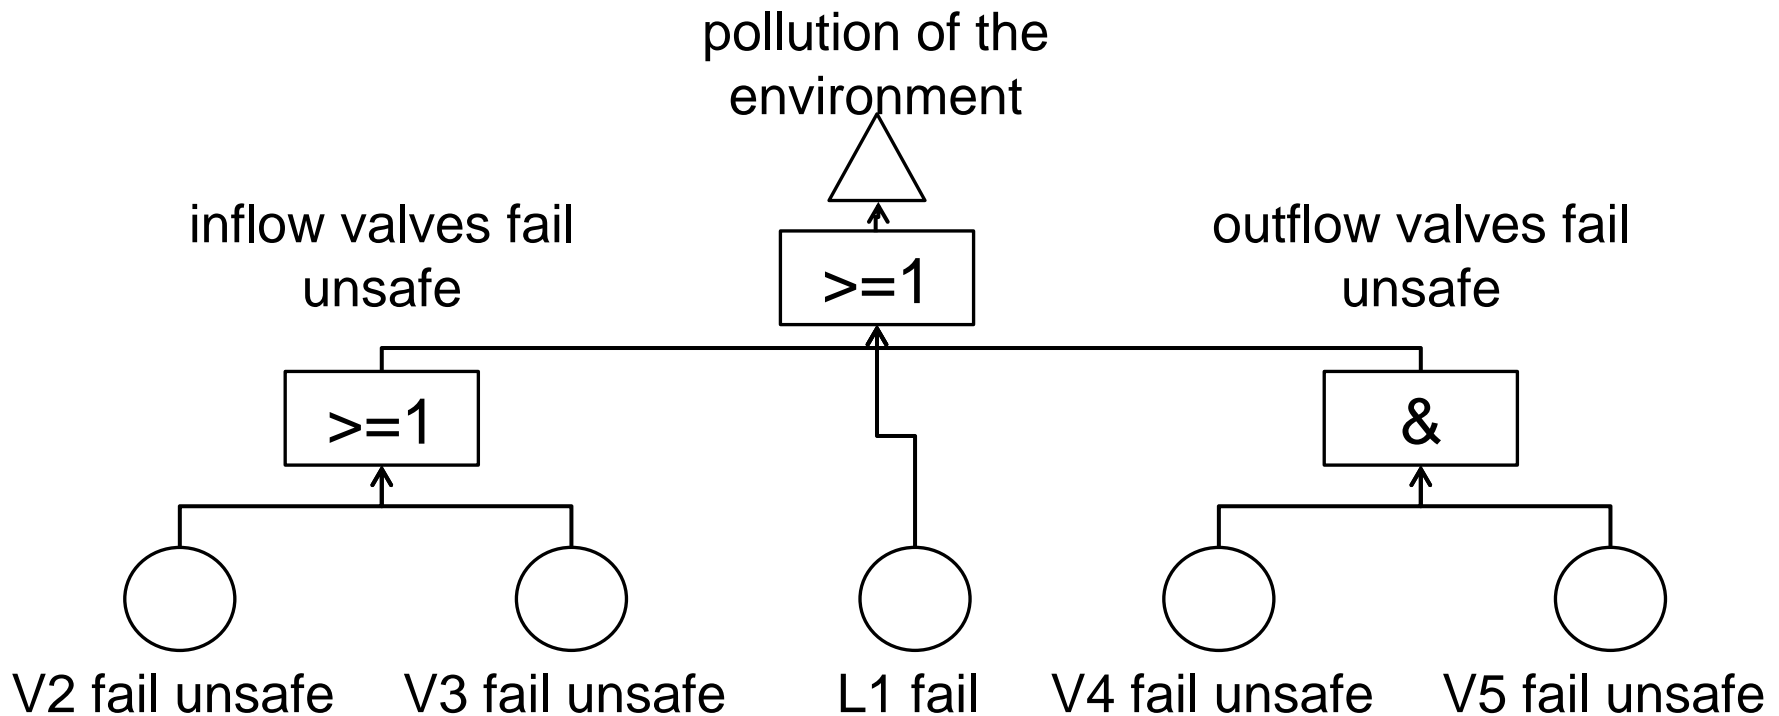 pollution of the
environment
inflow valves fail
unsafe
>=1
outflow valves fail
unsafe
>=1
&
V2 fail unsafe
V3 fail unsafe
L1 fail
V4 fail unsafe
V5 fail unsafe